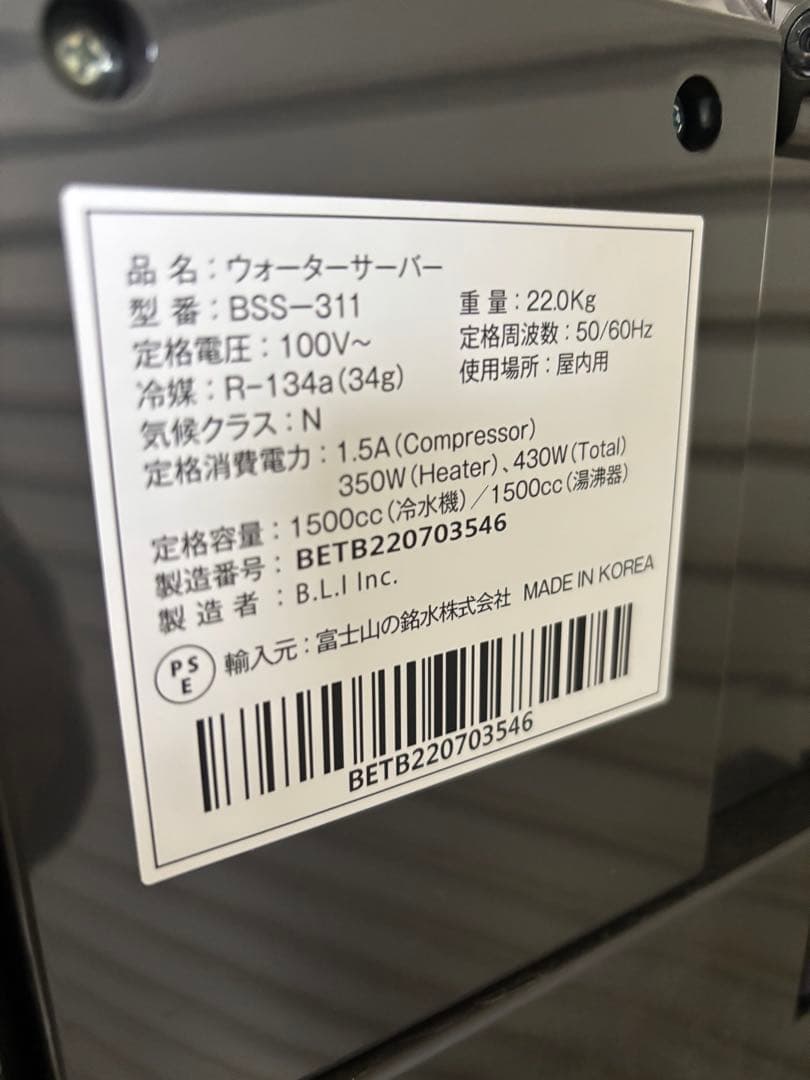 品 名：ウォーターサーバー
型 番：BSS-311
重 量：22.0Kg
定格電圧：100V~
定格周波数：50/60Hz
冷媒：R-134a(34g)
使用場所：屋内用
気候クラス：N
定格消費電力：1.5A(Compressor)
350W(Heater)、430W(Total)
定格容量：1500cc(冷水機)/1500cc(湯沸器)
製造番号：BETB220703546
製 造 者：B.L.I Inc.
PSE 輸入元：富士山の銘水株式会社 MADE IN KOREA
BETB220703546